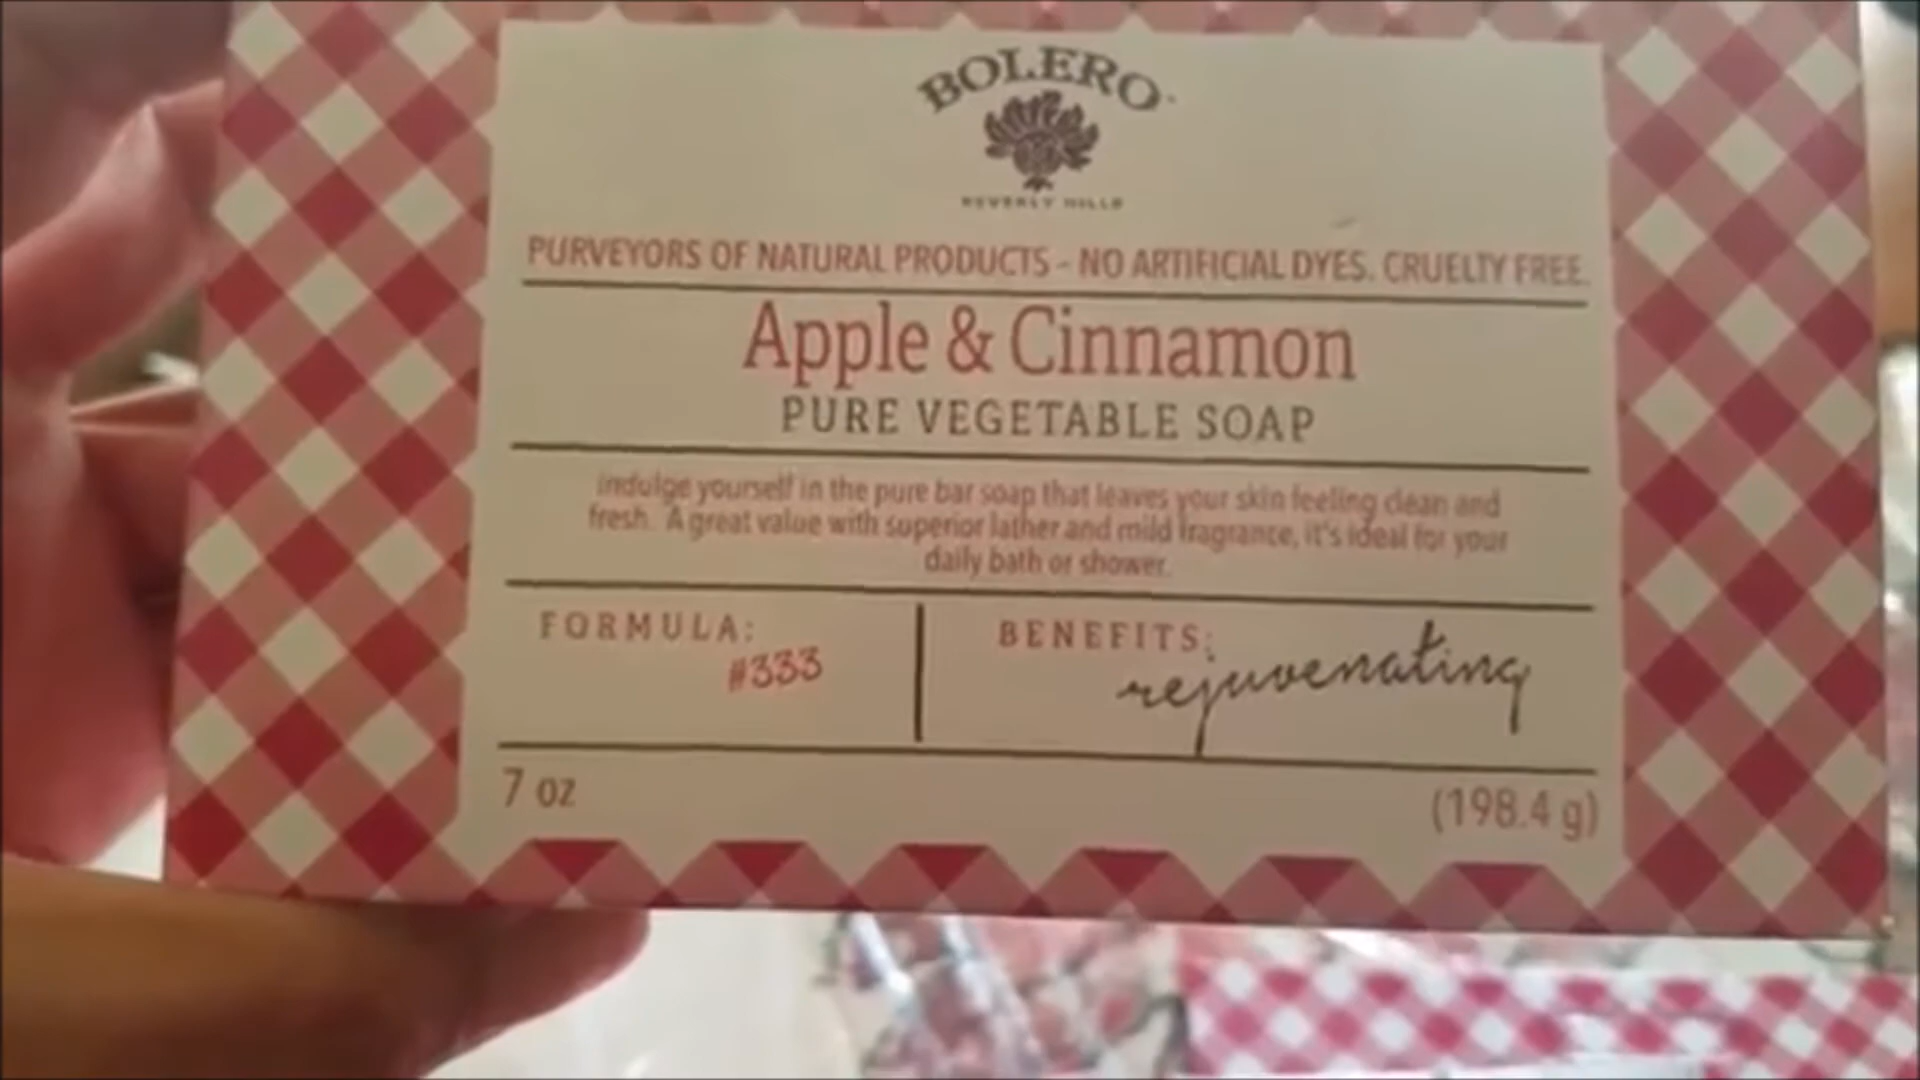 BOLERO
BEVERLY HILLS
PURVEYORS OF NATURAL PRODUCTS - NO ARTIFICIAL DYES. CRUELTY FREE.
Apple & Cinnamon
PURE VEGETABLE SOAP
indulge yourself in the pure bar soap that leaves your skin feeling clean and
fresh. A great value with superior lather and mild fragrance, it's ideal for your
daily bath or shower.
FORMULA:
#333
BENEFITS:
rejuvenating
7 oz
(198.4 g)